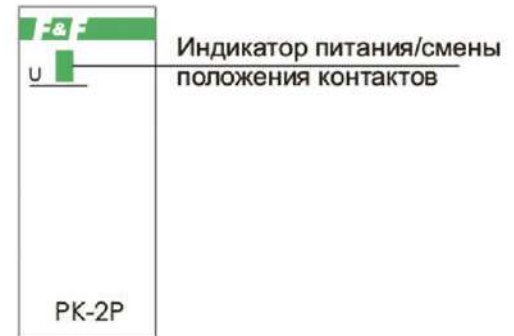 F&F
Индикатор питания/смены
U
положения контактов
PK-2P